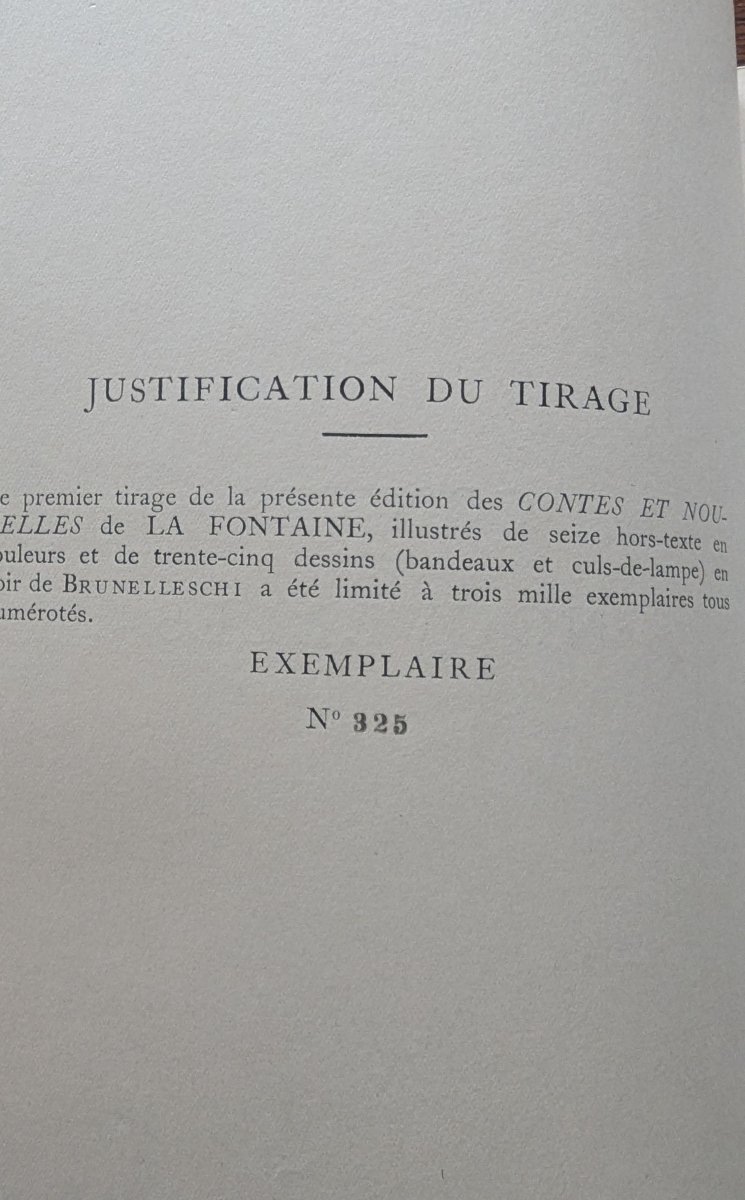 JUSTIFICATION DU TIRAGE
e premier tirage de la présente édition des CONTES ET NOU-
ELLES de LA FONTAINE, illustrés de seize hors-texte en
ouleurs et de trente-cinq dessins (bandeaux et culs-de-lampe) en
oir de BRUNELLESCHI a été limité à trois mille exemplaires tous
umérotés.
EXEMPLAIRE
Nº 325